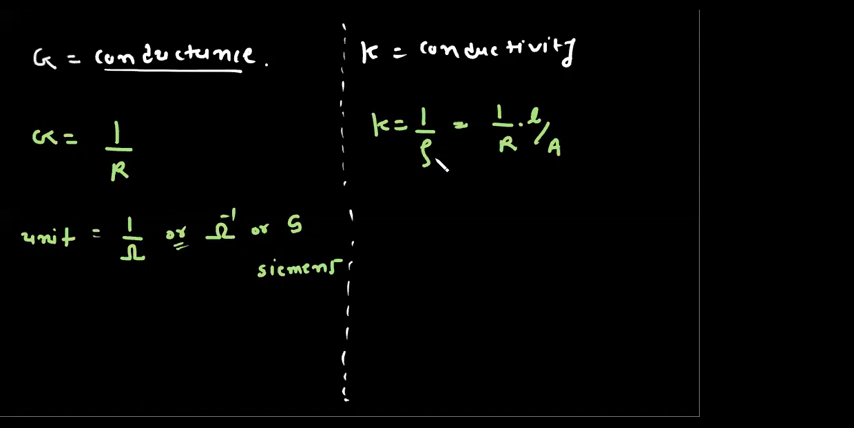 G = conductance.
G = 1/R
unit = 1/Ω or Ω⁻¹ or S
siemens
K = conductivity
K = 1/ρ = 1/R . l/A